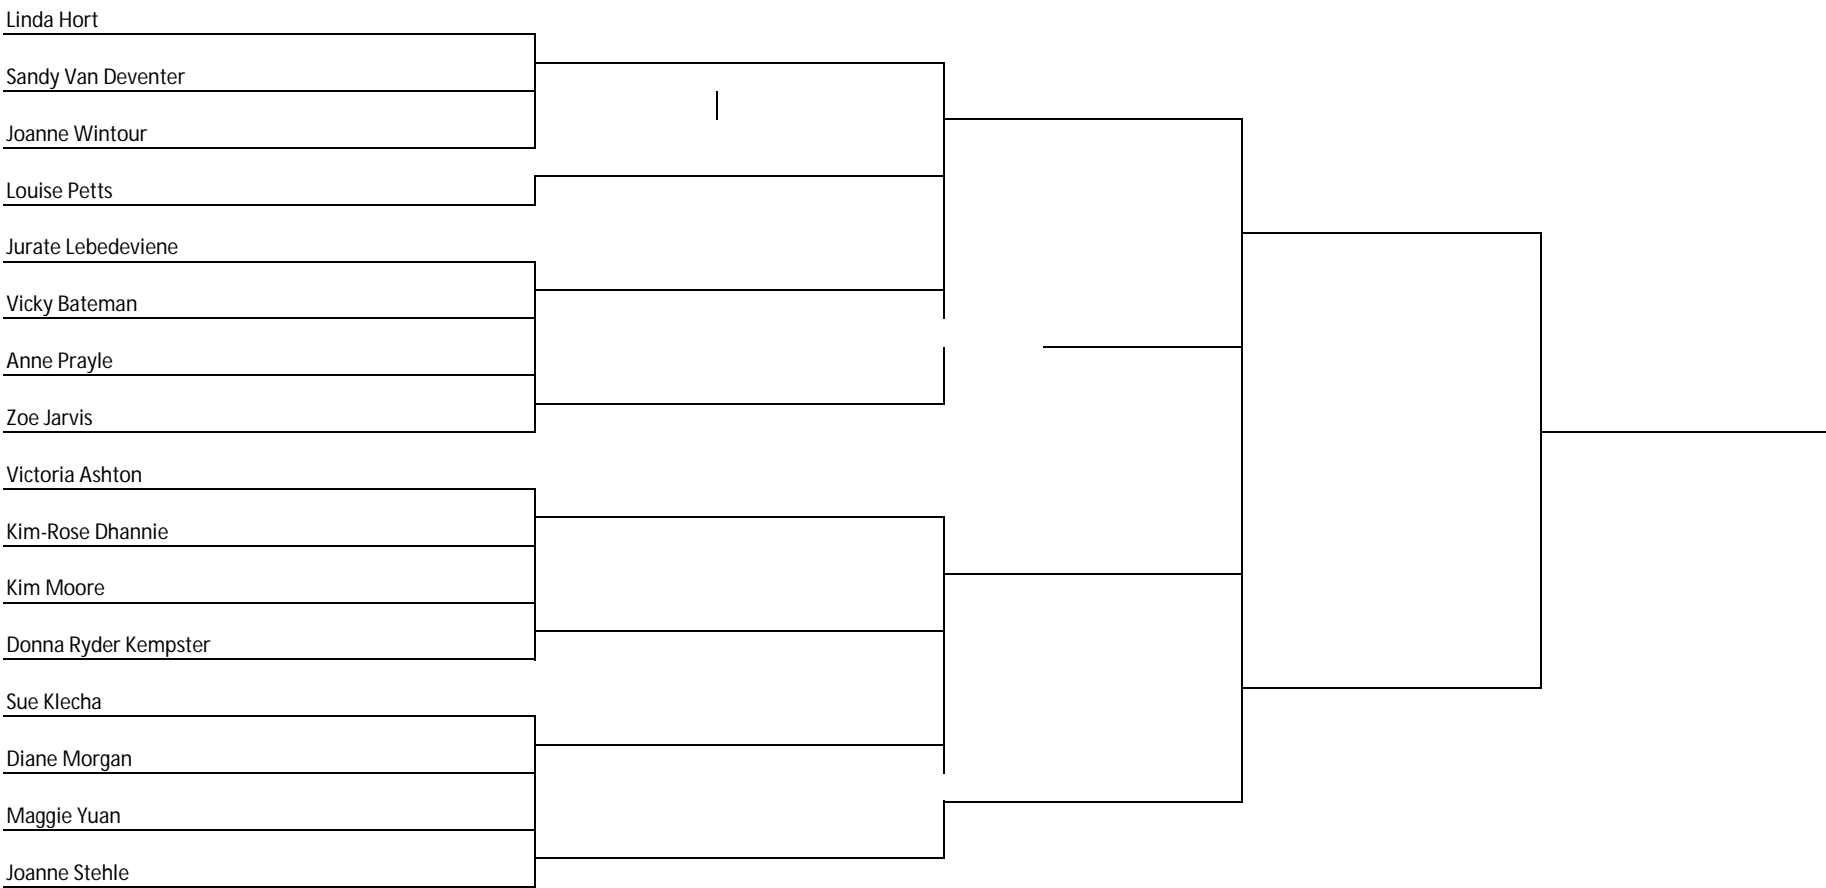 Linda Hort
Sandy Van Deventer
Joanne Wintour
Louise Petts
Jurate Lebedeviene
Vicky Bateman
Anne Prayle
Zoe Jarvis
Victoria Ashton
Kim-Rose Dhannie
Kim Moore
Donna Ryder Kempster
Sue Klecha
Diane Morgan
Maggie Yuan
Joanne Stehle